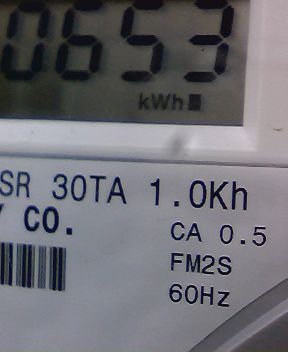 0653
kWh
SR 30TA 1.0Kh
Y CO.
CA 0.5
FM2S
60Hz